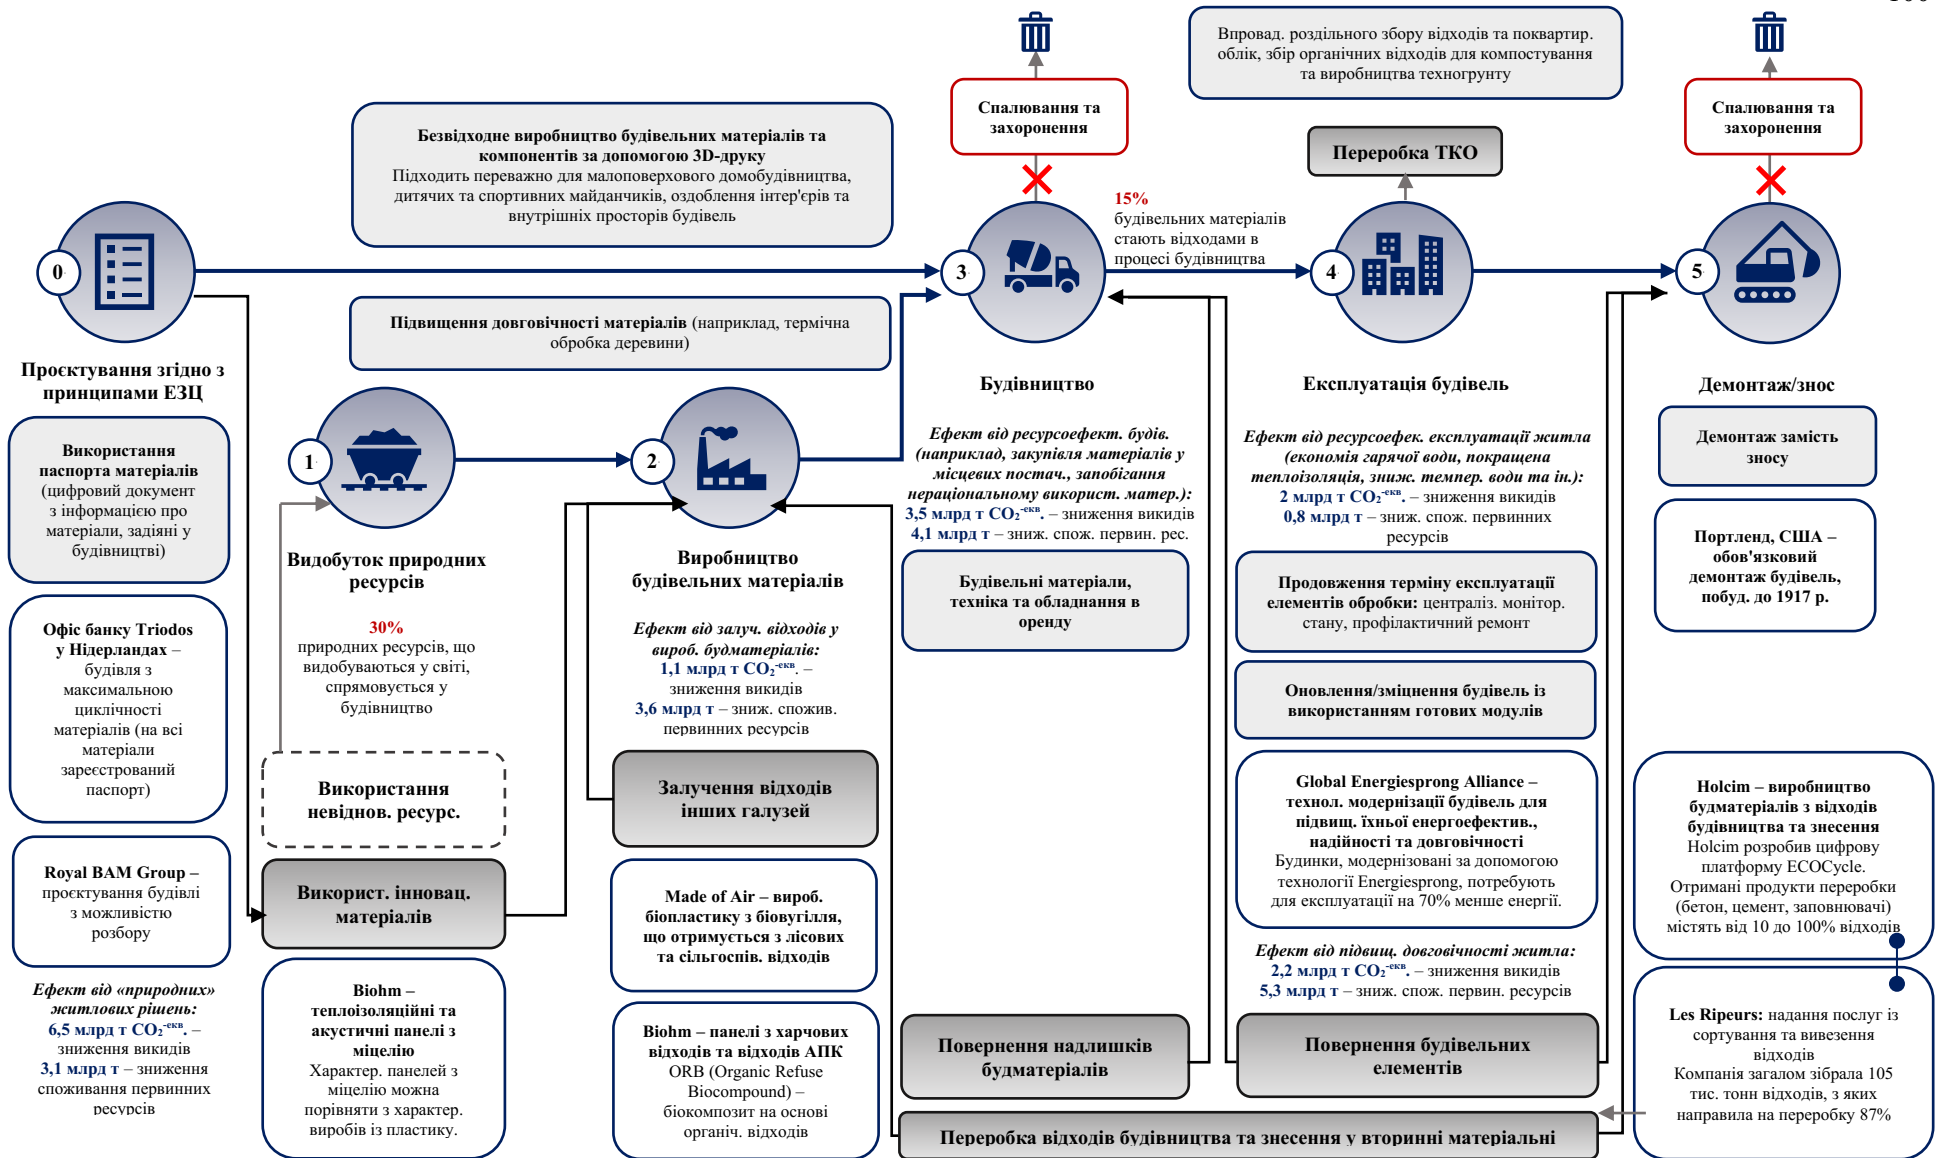 Впровад. роздільного збору відходів та поквартир.
облік, збір органічних відходів для компостування
та виробництва техногрунту
Спалювання та
захоронення
Спалювання та
захоронення
Безвідходне виробництво будівельних матеріалів та
компонентів за допомогою 3D-друку
Підходить переважно для малоповерхового домобудівництва,
дитячих та спортивних майданчиків, оздоблення інтер'єрів та
внутрішніх просторів будівель
Переробка ТКО
15%
будівельних матеріалів
стають відходами в
процесі будівництва
0
3
4
5
Підвищення довговічності матеріалів (наприклад, термічна
обробка деревини)
Проєктування згідно з
принципами ЕЗЦ
Будівництво
Експлуатація будівель
Демонтаж/знос
Використання
паспорта матеріалів
(цифровий документ
з інформацією про
матеріали, задіяні у
будівництві)
Офіс банку Triodos
у Нідерландах –
будівля з
максимальною
циклічності
матеріалів (на всі
матеріали
зареєстрований
паспорт)
Royal BAM Group –
проєктування будівлі
з можливістю
розбору
Ефект від «природних»
житлових рішень:
6,5 млрд т CO₂-екв. –
зниження викидів
3,1 млрд т – зниження
споживання первинних
ресурсів
1
Видобуток природних
ресурсів
30%
природних ресурсів, що
видобуваються у світі,
спрямовується у
будівництво
Використання
невіднов. ресурс.
Використ. інновац.
матеріалів
Biohm –
теплоізоляційні та
акустичні панелі з
міцелію
Характер. панелей з
міцелію можна
порівняти з характер.
виробів із пластику.
2
Виробництво
будівельних матеріалів
Ефект від залуч. відходів у
вироб. будматеріалів:
1,1 млрд т CO₂-екв. –
зниження викидів
3,6 млрд т – зниж. спожив.
первинних ресурсів
Залучення відходів
інших галузей
Made of Air – вироб.
біопластику з біовугілля,
що отримується з лісових
та сільгоспів. відходів
Biohm – панелі з харчових
відходів та відходів АПК
ORB (Organic Refuse
Biocompound) –
біокомпозит на основі
органіч. відходів
Ефект від ресурсоефект. будів.
(наприклад, закупівля матеріалів у
місцевих постач., запобігання
нераціональному використ. матер.):
3,5 млрд т CO₂-екв. – зниження викидів
4,1 млрд т – зниж. спож. первин. рес.
Будівельні матеріали,
техніка та обладнання в
оренду
Повернення надлишків
будматеріалів
Ефект від ресурсоефек. експлуатації житла
(економія гарячої води, покращена
теплоізоляція, зниж. темпер. води та ін.):
2 млрд т CO₂-екв. – зниження викидів
0,8 млрд т – зниж. спож. первинних
ресурсів
Продовження терміну експлуатації
елементів обробки: централіз. монітор.
стану, профілактичний ремонт
Оновлення/зміцнення будівель із
використанням готових модулів
Global Energiesprong Alliance –
технол. модернізації будівель для
підвищ. їхньої енергоефектив.,
надійності та довговічності
Будинки, модернізовані за допомогою
технології Energiesprong, потребують
для експлуатації на 70% менше енергії.
Ефект від підвищ. довговічності житла:
2,2 млрд т CO₂-екв. – зниження викидів
5,3 млрд т – зниж. спож. первин. ресурсів
Повернення будівельних
елементів
Переробка відходів будівництва та знесення у вторинні матеріальні
Демонтаж замість
зносу
Портленд, США –
обов'язковий
демонтаж будівель,
побуд. до 1917 р.
Holcim – виробництво
будматеріалів з відходів
будівництва та знесення
Holcim розробив цифрову
платформу ECOCycle.
Отримані продукти переробки
(бетон, цемент, заповнювачі)
містять від 10 до 100% відходів
Les Ripeurs: надання послуг із
сортування та вивезення
відходів
Компанія загалом зібрала 105
тис. тонн відходів, з яких
направила на переробку 87%